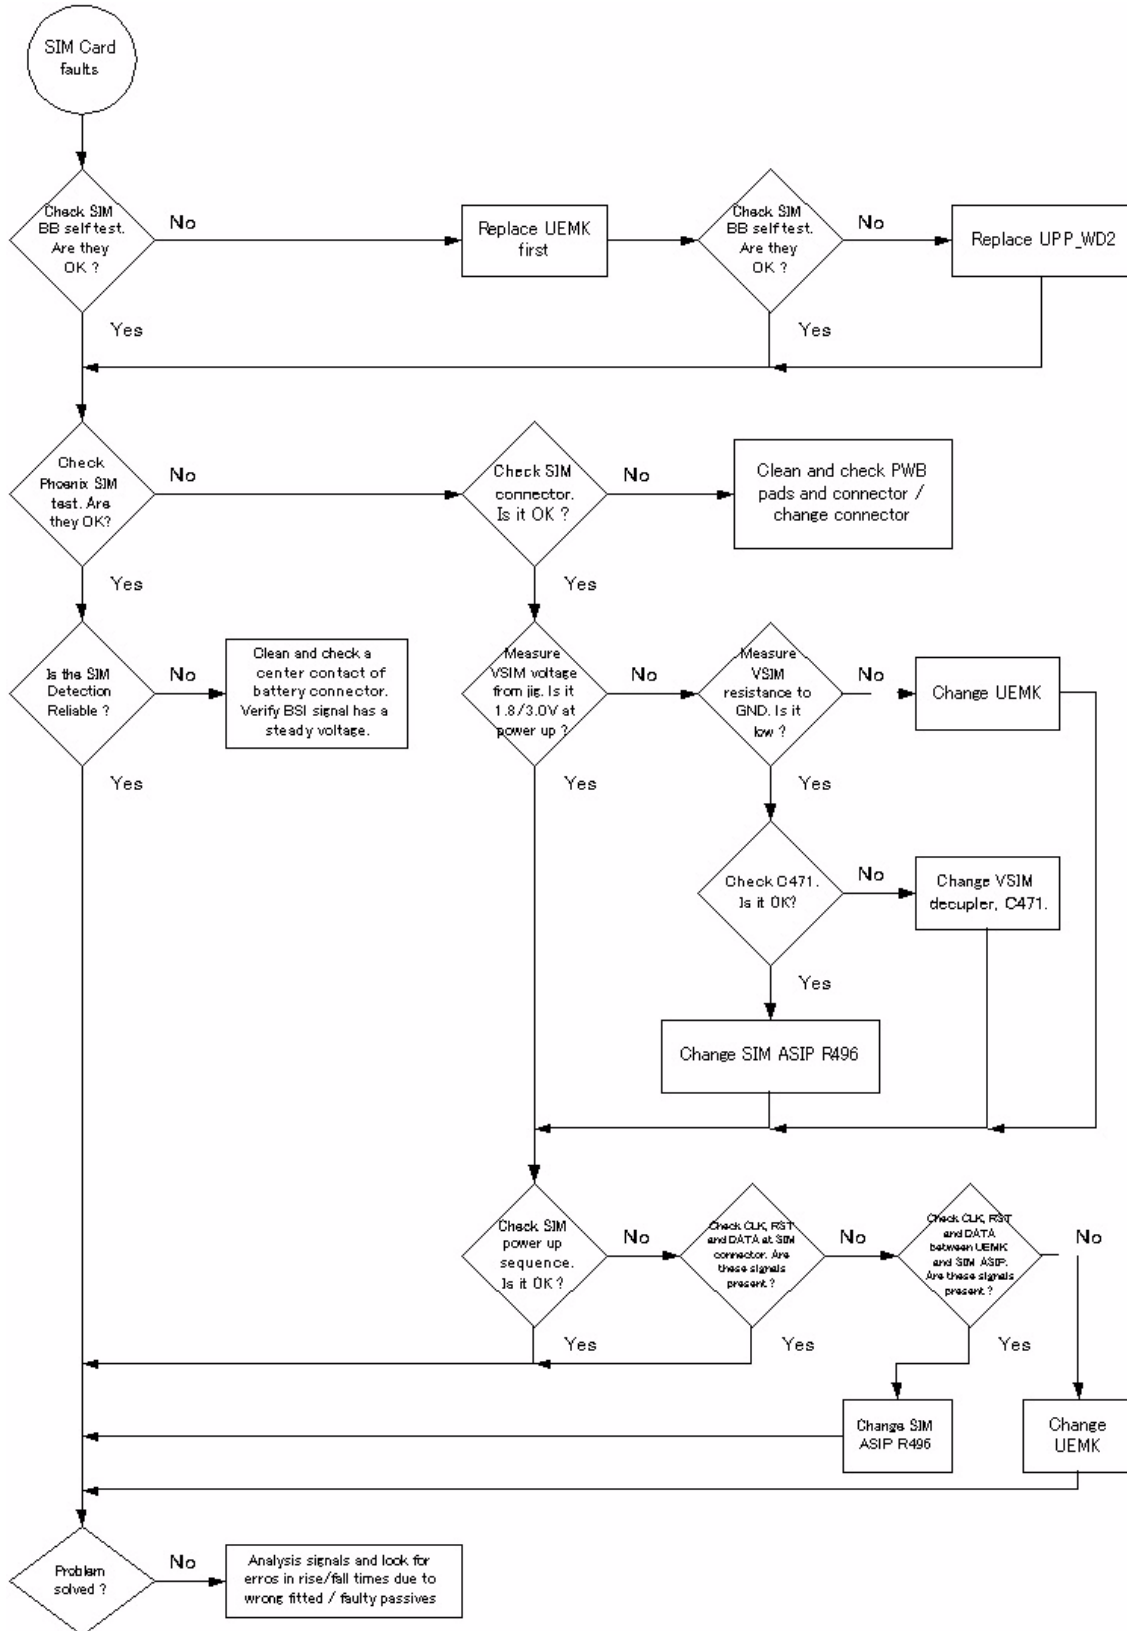 SIM Card
faults
Check SIM
BB selftest.
Are they
OK ?
No
Replace UEMK
first
Check SIM
BB selftest.
Are they
OK ?
No
Replace UPP_WD2
Yes
Yes
Check
Phoenix SIM
test. Are
they OK?
No
Check SIM
connector.
Is it OK ?
No
Clean and check PWB
pads and connector /
change connector
Yes
Yes
Is the SIM
Detection
Reliable ?
No
Clean and check a
center contact of
battery connector.
Verify BSI signal has a
steady voltage.
Measure
VSIM voltage
from jig. Is it
1.8/3.0V at
power up ?
No
Measure
VSIM
resistance to
GND. Is it
low ?
No
Change UEMK
Yes
Yes
Yes
Check C471.
Is it OK?
No
Change VSIM
decupler, C471.
Yes
Change SIM ASIP R496
Check SIM
power up
sequence.
Is it OK ?
No
Check CLK, RST
and DATA at SIM
connector. Are
these signals
present ?
No
Check CLK, RST
and DATA
between UEMK
and SIM ASIP.
Are these signals
present ?
No
Yes
Yes
Yes
Change SIM
ASIP R496
Change
UEMK
Problem
solved ?
No
Analysis signals and look for
erros in rise/fall times due to
wrong fitted / faulty passives